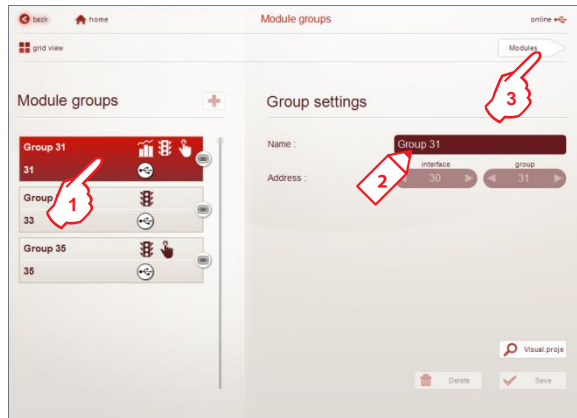 back
home
Module groups
online
grid view
Modules
3
Module groups
Group settings
Group 31
31
Name :
Group 31
interface
group
Address :
30
31
2
1
Group
33
Group 35
35
Visual.proje
Delete
Save